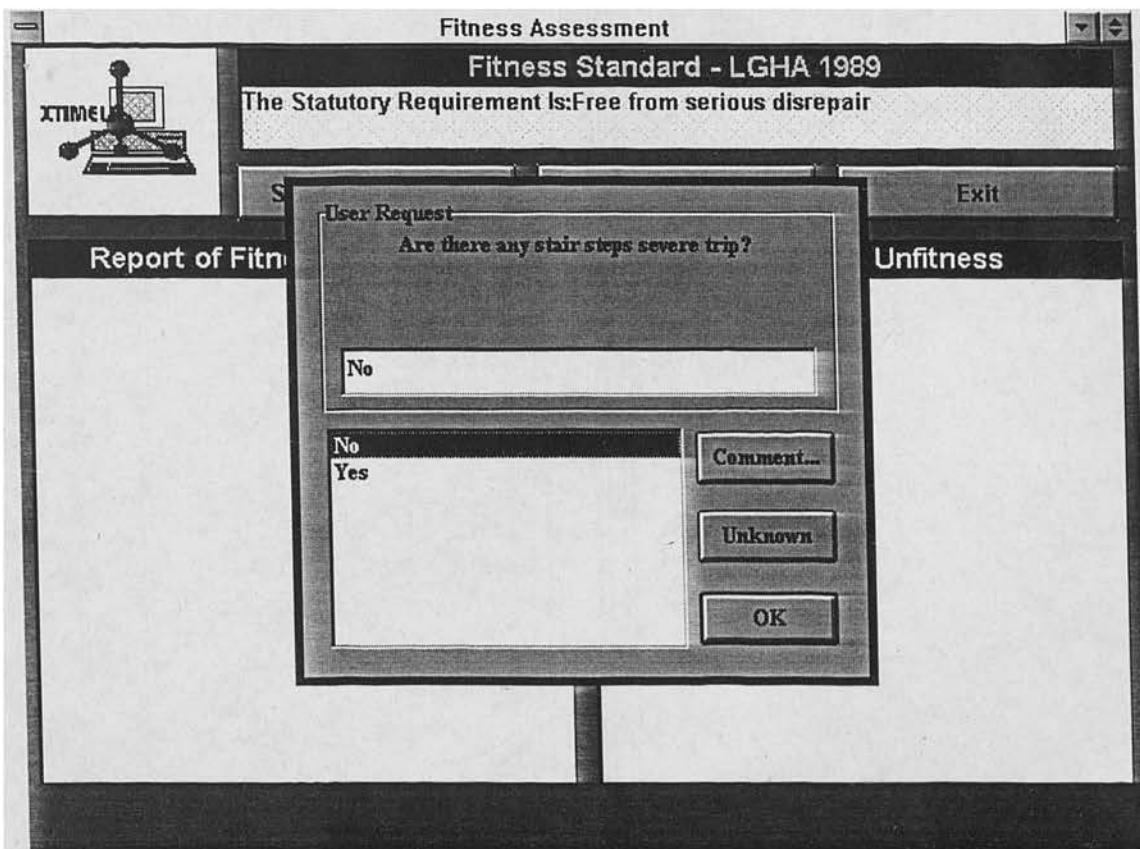 Fitness Assessment
Fitness Standard - LGHA 1989
XTIMEL
The Statutory Requirement Is:Free from serious disrepair
Exit
User Request
Are there any stair steps severe trip?
Report of
Unfitness
No
No
Yes
Comment...
Unknown
OK